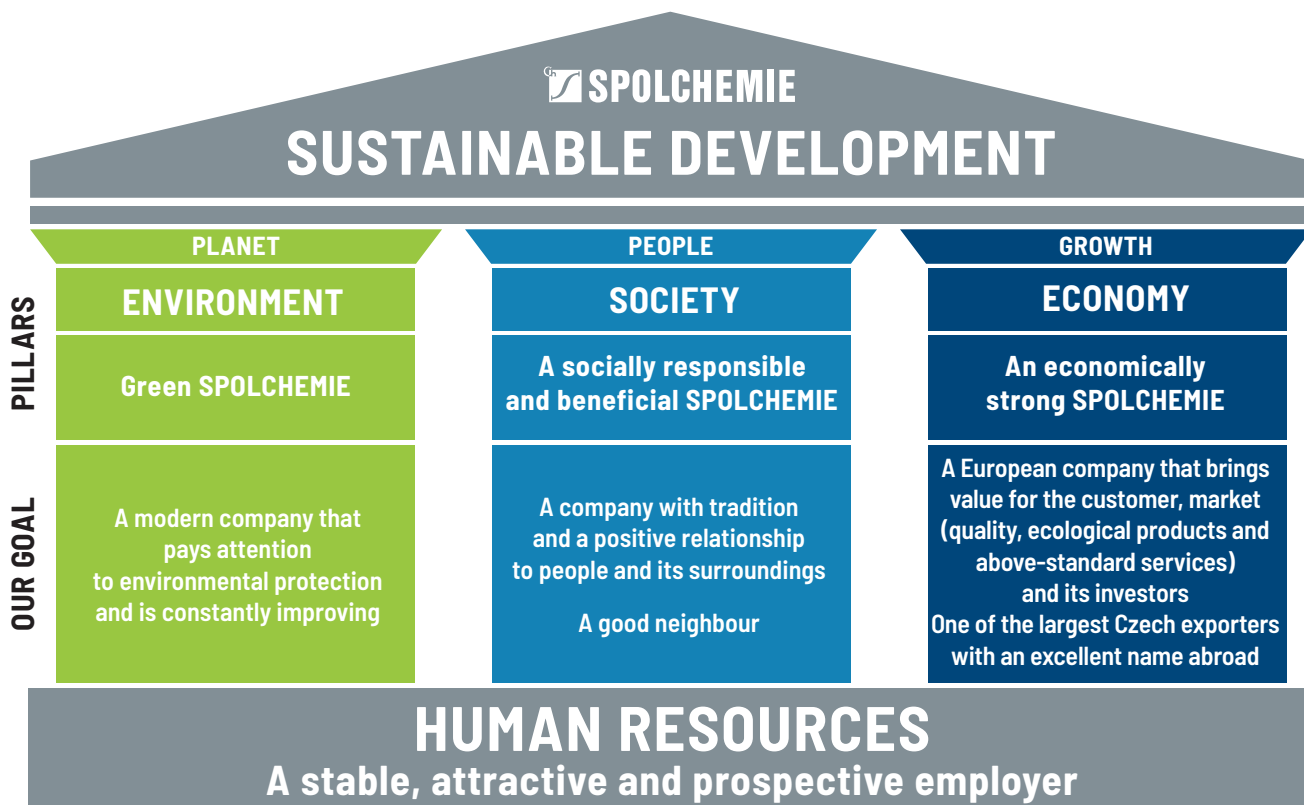 SPOLCHEMIE
SUSTAINABLE DEVELOPMENT
PILLARS
OUR GOAL
PLANET
ENVIRONMENT
Green SPOLCHEMIE
A modern company that
pays attention
to environmental protection
and is constantly improving
PEOPLE
SOCIETY
A socially responsible
and beneficial SPOLCHEMIE
A company with tradition
and a positive relationship
to people and its surroundings
A good neighbour
GROWTH
ECONOMY
An economically
strong SPOLCHEMIE
A European company that brings
value for the customer, market
(quality, ecological products and
above-standard services)
and its investors
One of the largest Czech exporters
with an excellent name abroad
HUMAN RESOURCES
A stable, attractive and prospective employer